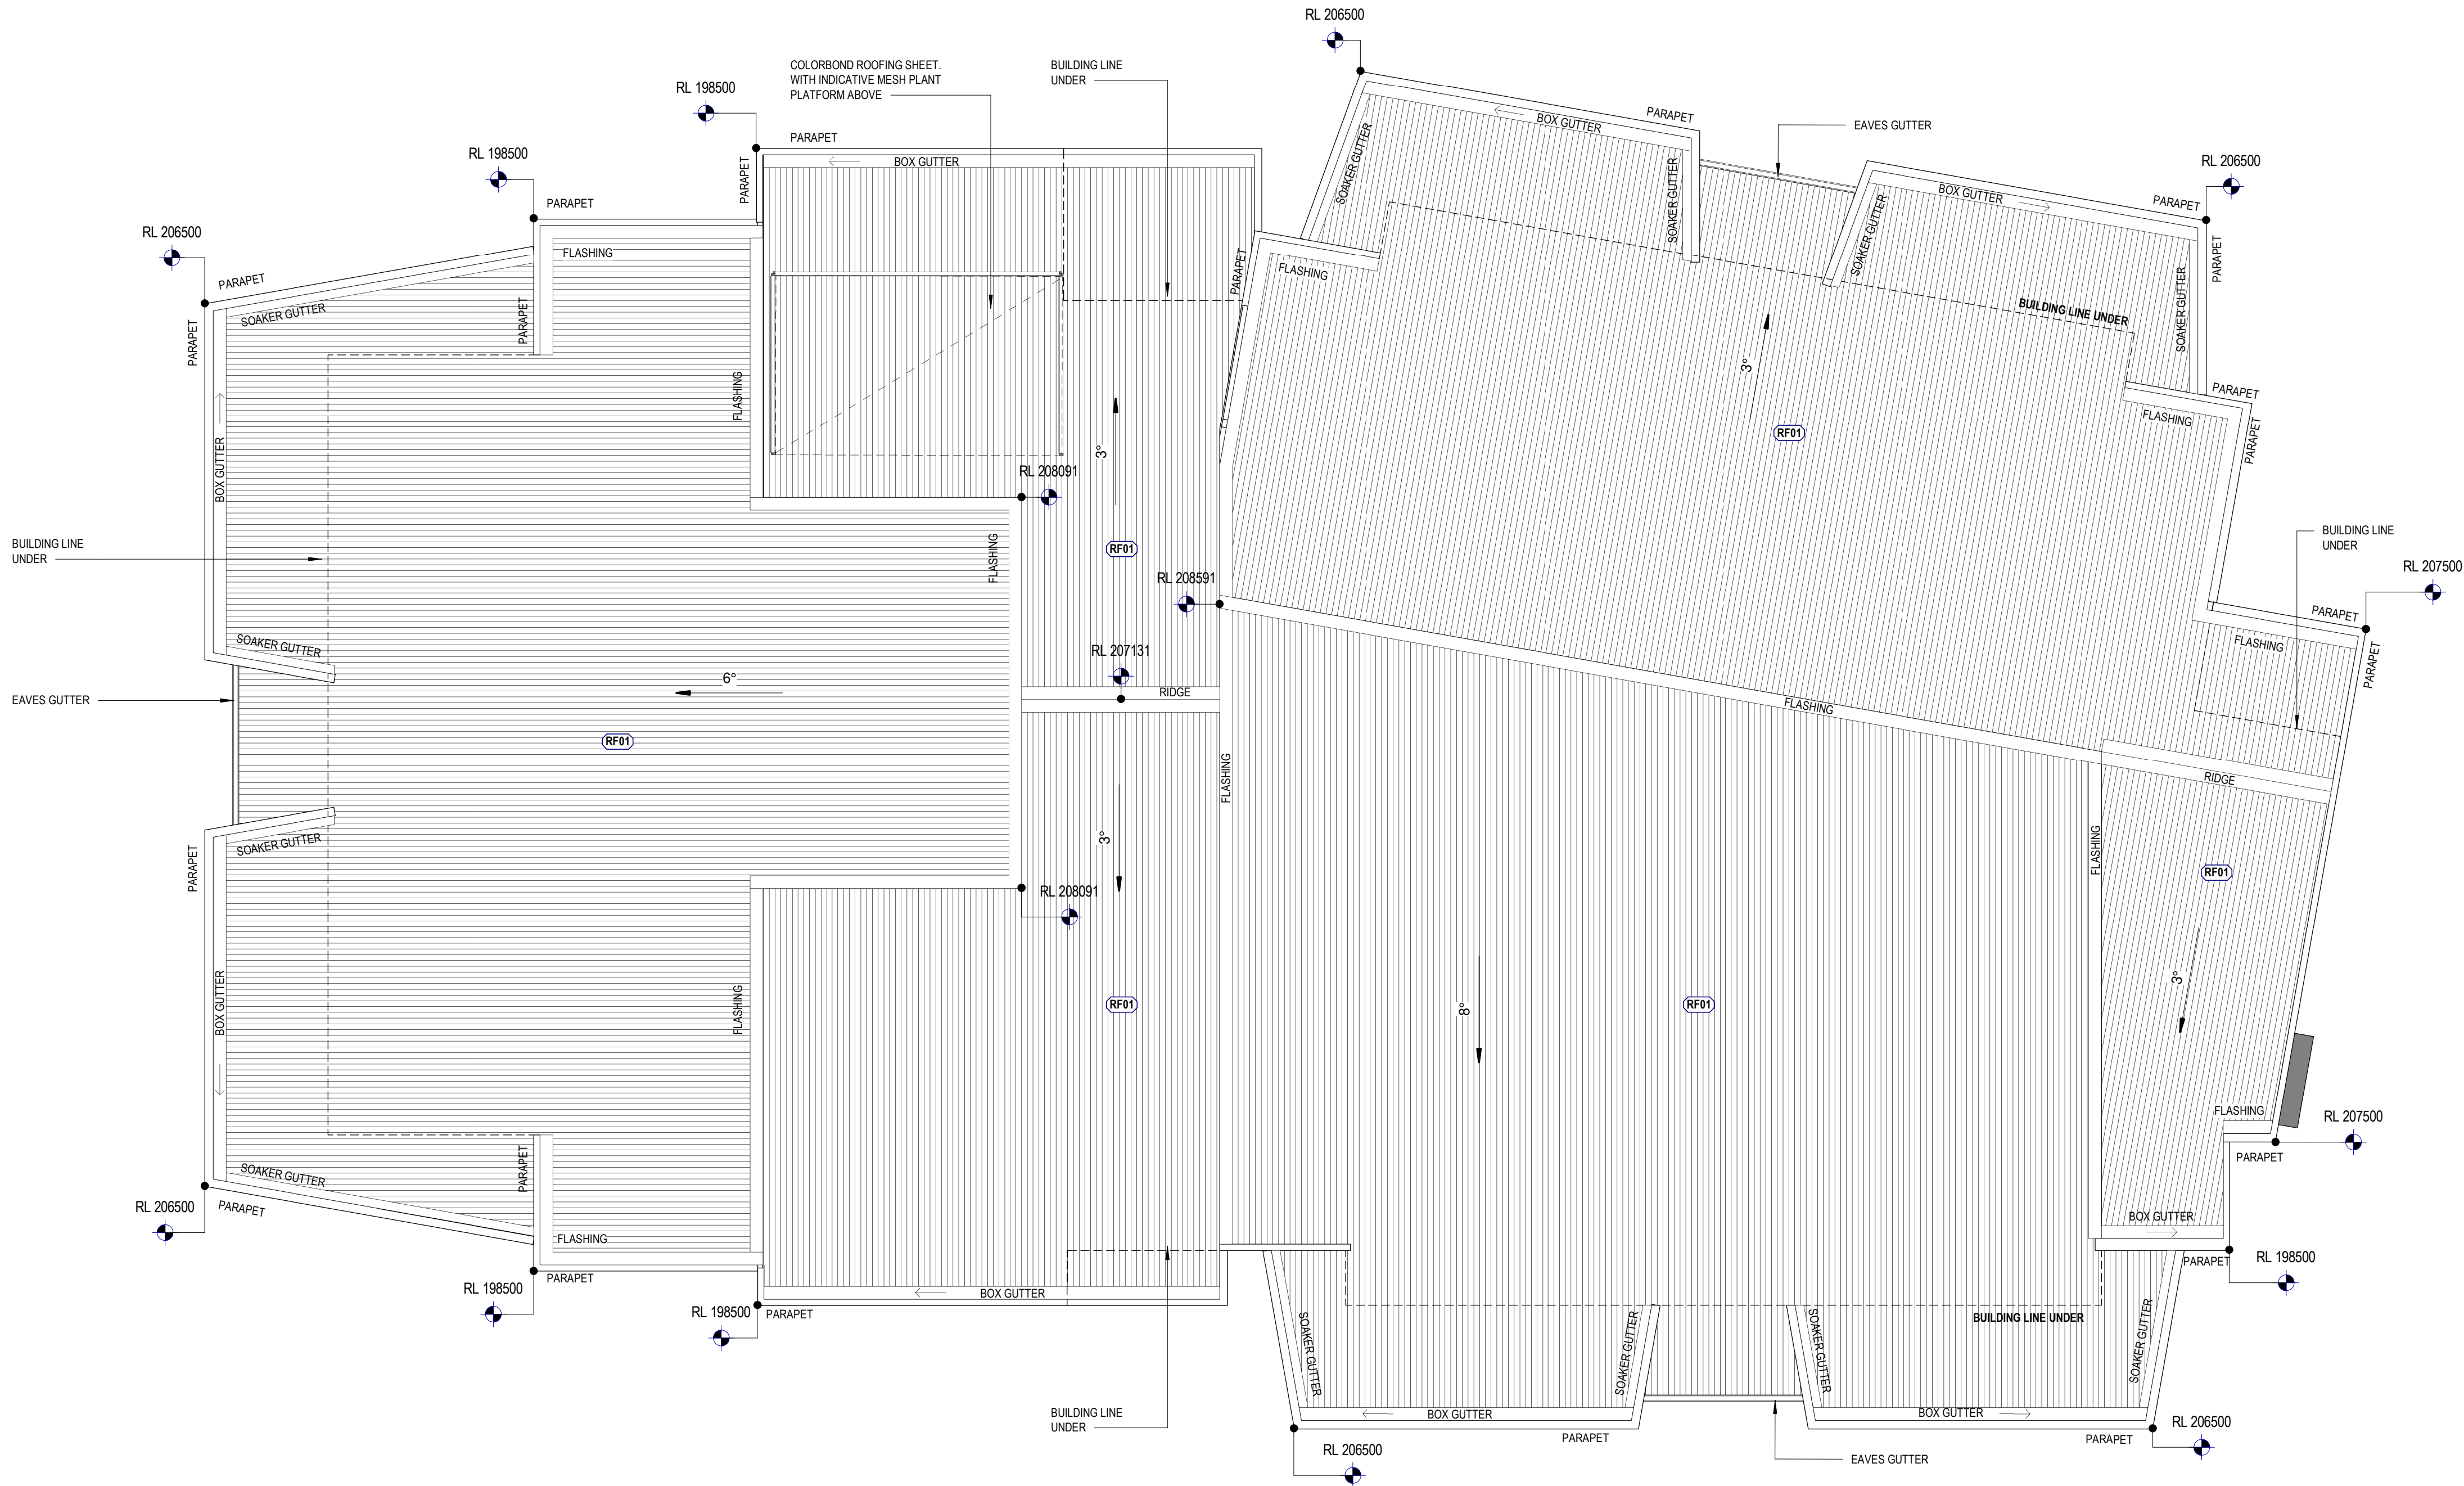 RL 206500
COLORBOND ROOFING SHEET.
WITH INDICATIVE MESH PLANT
PLATFORM ABOVE
BUILDING LINE
UNDER
RL 198500
PARAPET
BOX GUTTER
EAVES GUTTER
PARAPET
BOX GUTTER
RL 198500
PARAPET
SOAKER GUTTER
SOAKER GUTTER
RL 206500
BOX GUTTER
PARAPET
SOAKER GUTTER
PARAPET
PARAPET
RL 206500
FLASHING
PARAPET
FLASHING
PARAPET
SOAKER GUTTER
PARAPET
PARAPET
BUILDING LINE UNDER
SOAKER GUTTER
3°
FLASHING
PARAPET
FLASHING
PARAPET
RF01
BOX GUTTER
3°
RL 208091
BUILDING LINE
UNDER
FLASHING
RF01
BUILDING LINE
UNDER
RL 208591
RL 207500
PARAPET
SOAKER GUTTER
FLASHING
PARAPET
RL 207131
6°
RIDGE
EAVES GUTTER
FLASHING
RF01
FLASHING
RIDGE
3°
SOAKER GUTTER
PARAPET
FLASHING
RF01
RL 208091
BOX GUTTER
FLASHING
RF01
8°
RF01
3°
FLASHING
RL 207500
PARAPET
PARAPET
SOAKER GUTTER
PARAPET
RL 206500
BOX GUTTER
FLASHING
PARAPET
RL 198500
PARAPET
RL 198500
BOX GUTTER
RL 198500
PARAPET
BUILDING LINE UNDER
SOAKER GUTTER
SOAKER GUTTER
SOAKER GUTTER
SOAKER GUTTER
BUILDING LINE
UNDER
BOX GUTTER
BOX GUTTER
RL 206500
PARAPET
PARAPET
RL 206500
EAVES GUTTER